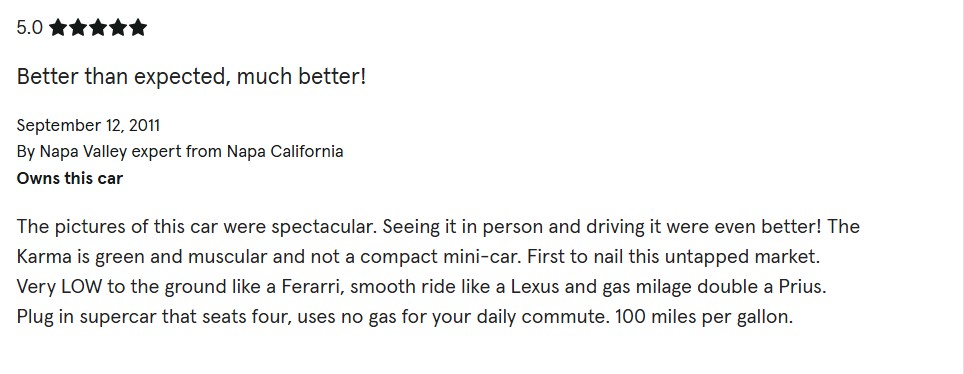 5.0 ★★★★★
Better than expected, much better!
September 12, 2011
By Napa Valley expert from Napa California
Owns this car
The pictures of this car were spectacular. Seeing it in person and driving it were even better! The
Karma is green and muscular and not a compact mini-car. First to nail this untapped market.
Very LOW to the ground like a Ferarri, smooth ride like a Lexus and gas milage double a Prius.
Plug in supercar that seats four, uses no gas for your daily commute. 100 miles per gallon.